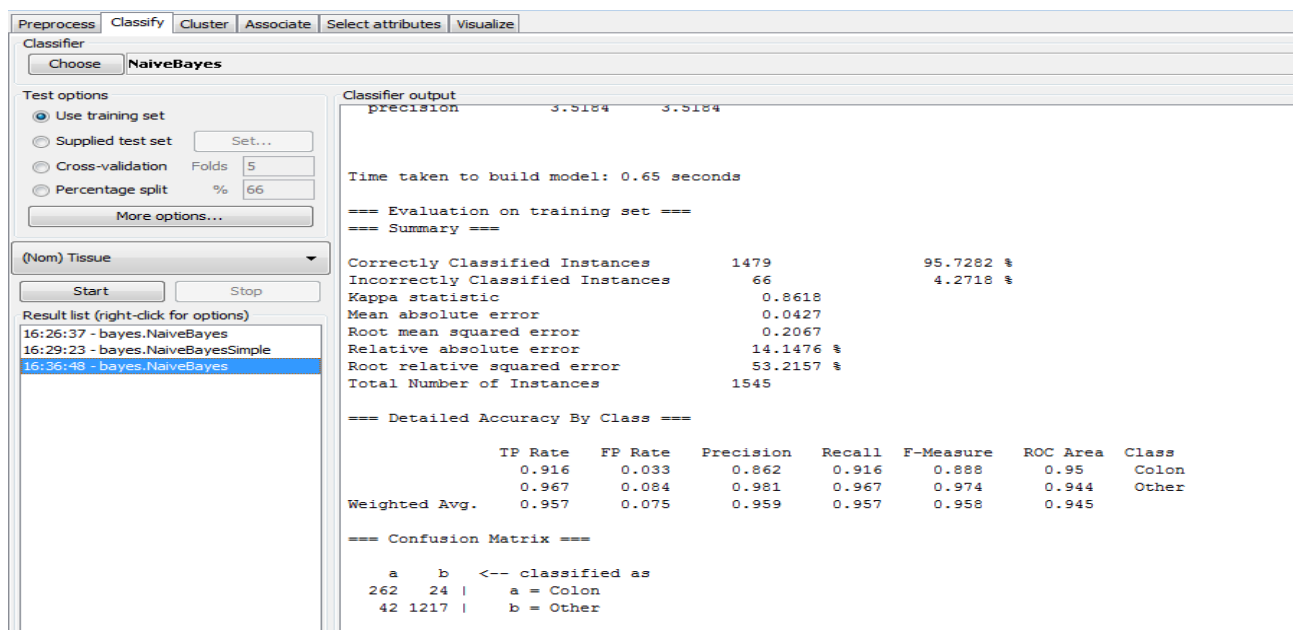 Preprocess Classify Cluster Associate Select attributes Visualize
Classifier
Choose NaiveBayes
Test options
Use training set
Supplied test set Set...
Cross-validation Folds 5
Percentage split % 66
More options...
(Nom) Tissue
Start Stop
Result list (right-click for options)
16:26:37 - bayes.NaiveBayes
16:29:23 - bayes.NaiveBayesSimple
16:36:48 - bayes.NaiveBayes
Classifier output
precision 3.5184 3.5184
Time taken to build model: 0.65 seconds
=== Evaluation on training set ===
=== Summary ===
Correctly Classified Instances 1479 95.7282 %
Incorrectly Classified Instances 66 4.2718 %
Kappa statistic 0.8618
Mean absolute error 0.0427
Root mean squared error 0.2067
Relative absolute error 14.1476 %
Root relative squared error 53.2157 %
Total Number of Instances 1545
=== Detailed Accuracy By Class ===
TP Rate FP Rate Precision Recall F-Measure ROC Area Class
0.916 0.033 0.862 0.916 0.888 0.95 Colon
0.967 0.084 0.981 0.967 0.974 0.944 Other
Weighted Avg. 0.957 0.075 0.959 0.957 0.958 0.945
=== Confusion Matrix ===
a b <-- classified as
262 24 | a = Colon
42 1217 | b = Other